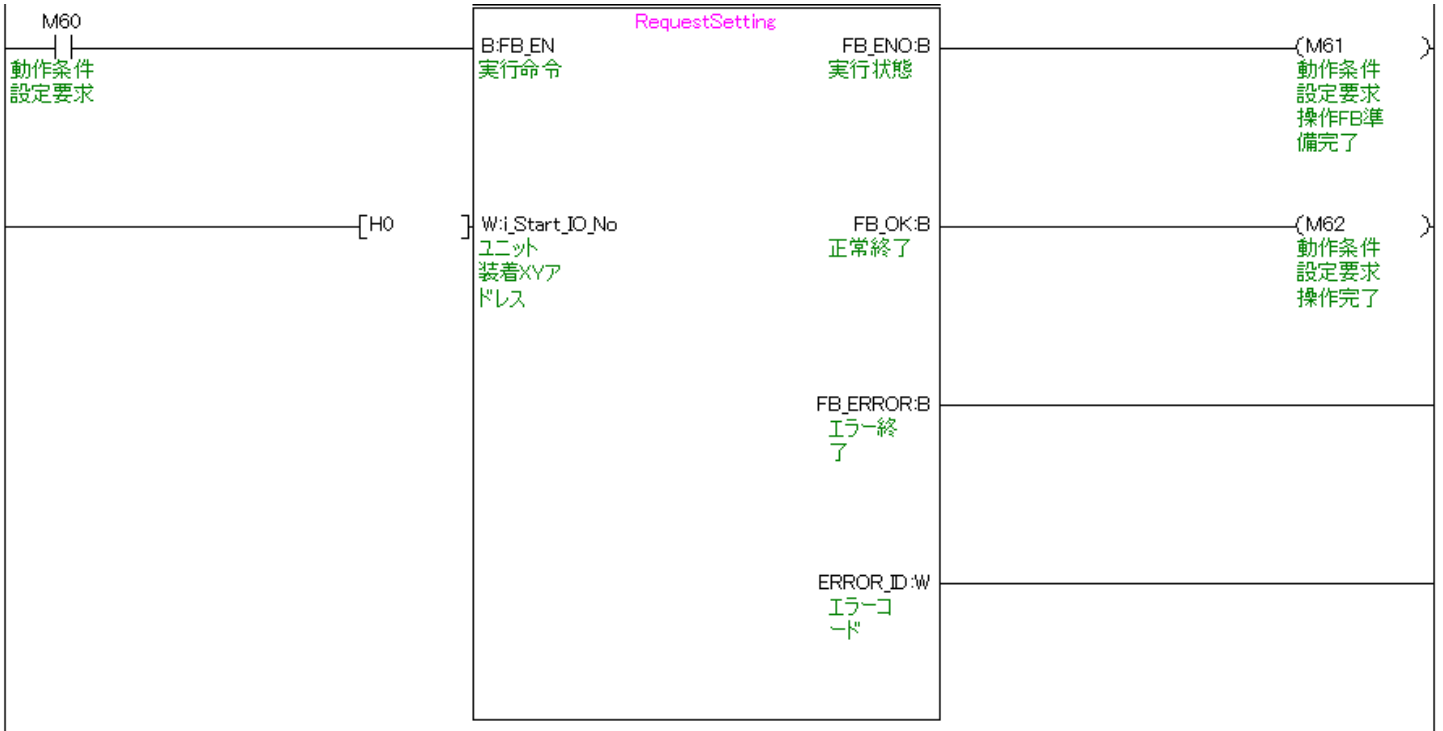 M60
動作条件
設定要求
RequestSetting
B:FB_EN
実行命令
FB_ENO:B
実行状態
(M61 )
動作条件
設定要求
操作FB準
備完了
[H0 ]
W:i_Start_IO_No
ユニット
装着XYア
ドレス
FB_OK:B
正常終了
(M62 )
動作条件
設定要求
操作完了
FB_ERROR:B
エラー終
了
ERROR_ID:W
エラーコ
ード